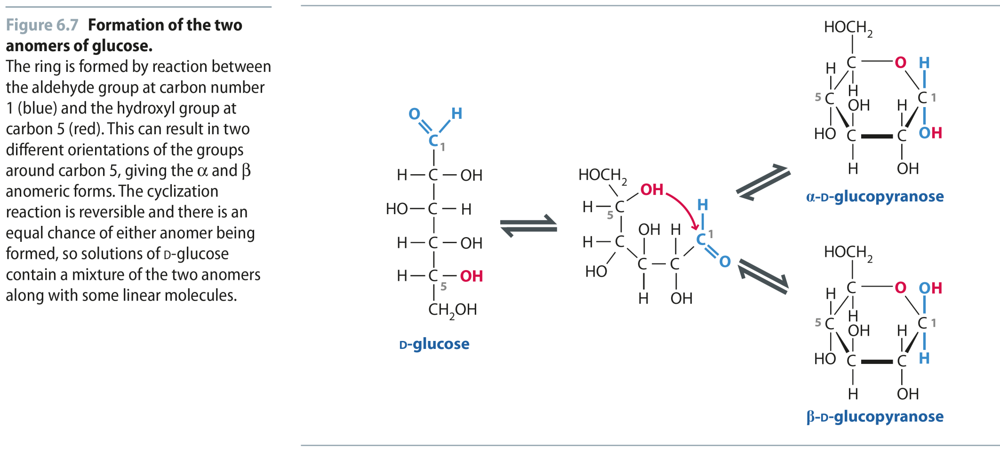 Figure 6.7 Formation of the two
anomers of glucose.
The ring is formed by reaction between
the aldehyde group at carbon number
1 (blue) and the hydroxyl group at
carbon 5 (red). This can result in two
different orientations of the groups
around carbon 5, giving the α and β
anomeric forms. The cyclization
reaction is reversible and there is an
equal chance of either anomer being
formed, so solutions of D-glucose
contain a mixture of the two anomers
along with some linear molecules.
O H
C 1
H C OH
HO C H
H C OH
H C OH
5
CH₂OH
D-glucose
HOCH₂
OH
H C H
5
H C OH H C 1
HO C C O
H OH
HOCH₂
H C O H
H
5 C OH H C 1
HO C C OH
H OH
α-D-glucopyranose
HOCH₂
H C O OH
H
5 C OH H C 1
HO C C H
H OH
β-D-glucopyranose